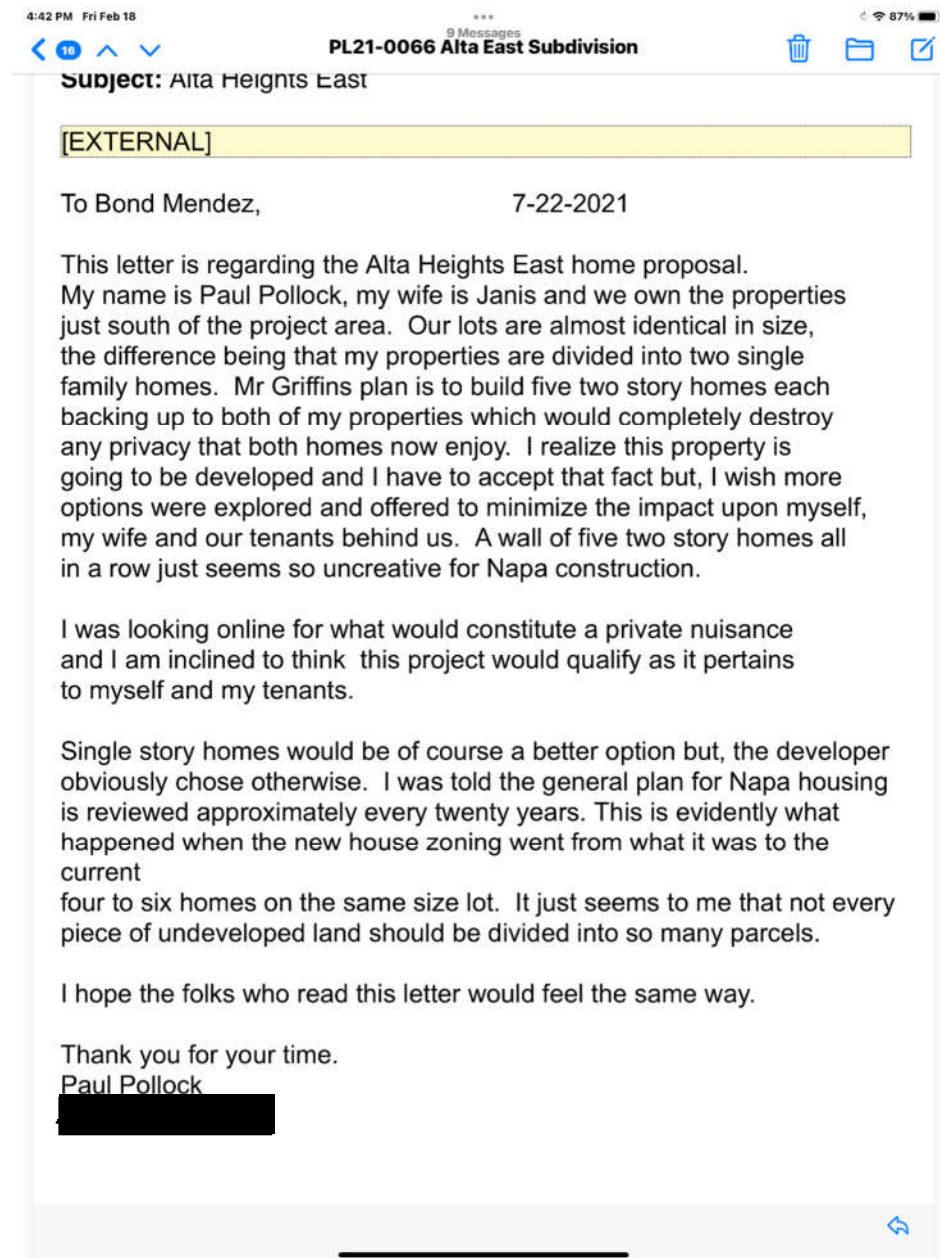 4:42 PM Fri Feb 18
87%
9 Messages
16
PL21-0066 Alta East Subdivision
Subject: Alta Heights East
[EXTERNAL]
To Bond Mendez, 7-22-2021
This letter is regarding the Alta Heights East home proposal.
My name is Paul Pollock, my wife is Janis and we own the properties
just south of the project area. Our lots are almost identical in size,
the difference being that my properties are divided into two single
family homes. Mr Griffins plan is to build five two story homes each
backing up to both of my properties which would completely destroy
any privacy that both homes now enjoy. I realize this property is
going to be developed and I have to accept that fact but, I wish more
options were explored and offered to minimize the impact upon myself,
my wife and our tenants behind us. A wall of five two story homes all
in a row just seems so uncreative for Napa construction.
I was looking online for what would constitute a private nuisance
and I am inclined to think this project would qualify as it pertains
to myself and my tenants.
Single story homes would be of course a better option but, the developer
obviously chose otherwise. I was told the general plan for Napa housing
is reviewed approximately every twenty years. This is evidently what
happened when the new house zoning went from what it was to the
current
four to six homes on the same size lot. It just seems to me that not every
piece of undeveloped land should be divided into so many parcels.
I hope the folks who read this letter would feel the same way.
Thank you for your time.
Paul Pollock